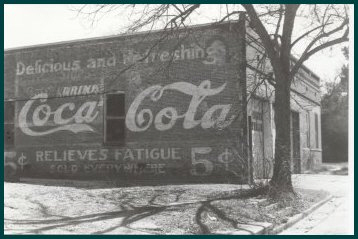 Delicious and Refreshing
DRINK
Coca Cola
5¢ RELIEVES FATIGUE 5¢
SOLD EVERYWHERE